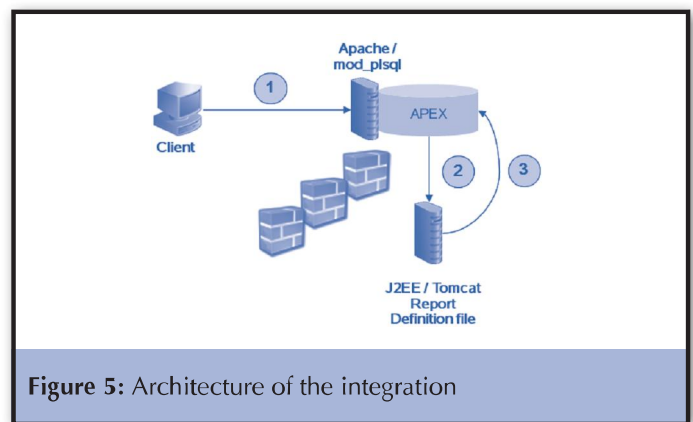 Apache /
mod_plsql
1
APEX
Client
2
3
J2EE / Tomcat
Report
Definition file
Figure 5: Architecture of the integration